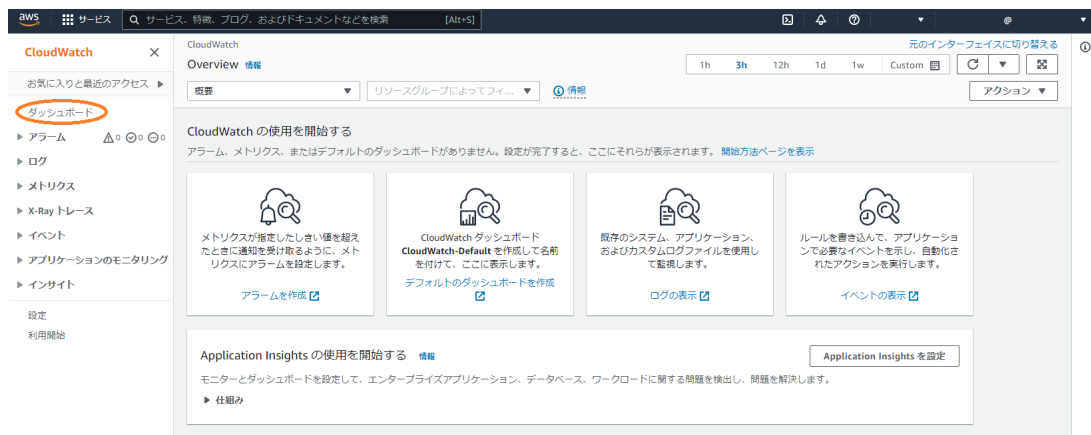 aws サービス サービス、特徴、ブログ、およびドキュメントなどを検索 [Alt+S] @
CloudWatch
お気に入りと最近のアクセス
ダッシュボード
アラーム 0 0 0
ログ
メトリクス
X-Ray トレース
イベント
アプリケーションのモニタリング
インサイト
設定
利用開始
CloudWatch
元のインターフェイスに切り替える
Overview 情報
1h 3h 12h 1d 1w Custom
概要 リソースグループによってフィ... 情報 アクション
CloudWatch の使用を開始する
アラーム、メトリクス、またはデフォルトのダッシュボードがありません。設定が完了すると、ここにそれらが表示されます。 開始方法ページを表示
メトリクスが指定したしきい値を超え
たときに通知を受け取るように、メト
リクスにアラームを設定します。
アラームを作成
CloudWatch ダッシュボード
CloudWatch-Default を作成して名前
を付けて、ここに表示します。
デフォルトのダッシュボードを作成
既存のシステム、アプリケーション、
およびカスタムログファイルを使用し
て監視します。
ログの表示
ルールを書き込んで、アプリケーショ
ンで必要なイベントを示し、自動化さ
れたアクションを実行します。
イベントの表示
Application Insights の使用を開始する 情報
Application Insights を設定
モニターとダッシュボードを設定して、エンタープライズアプリケーション、データベース、ワークロードに関する問題を検出し、問題を解決します。
仕組み